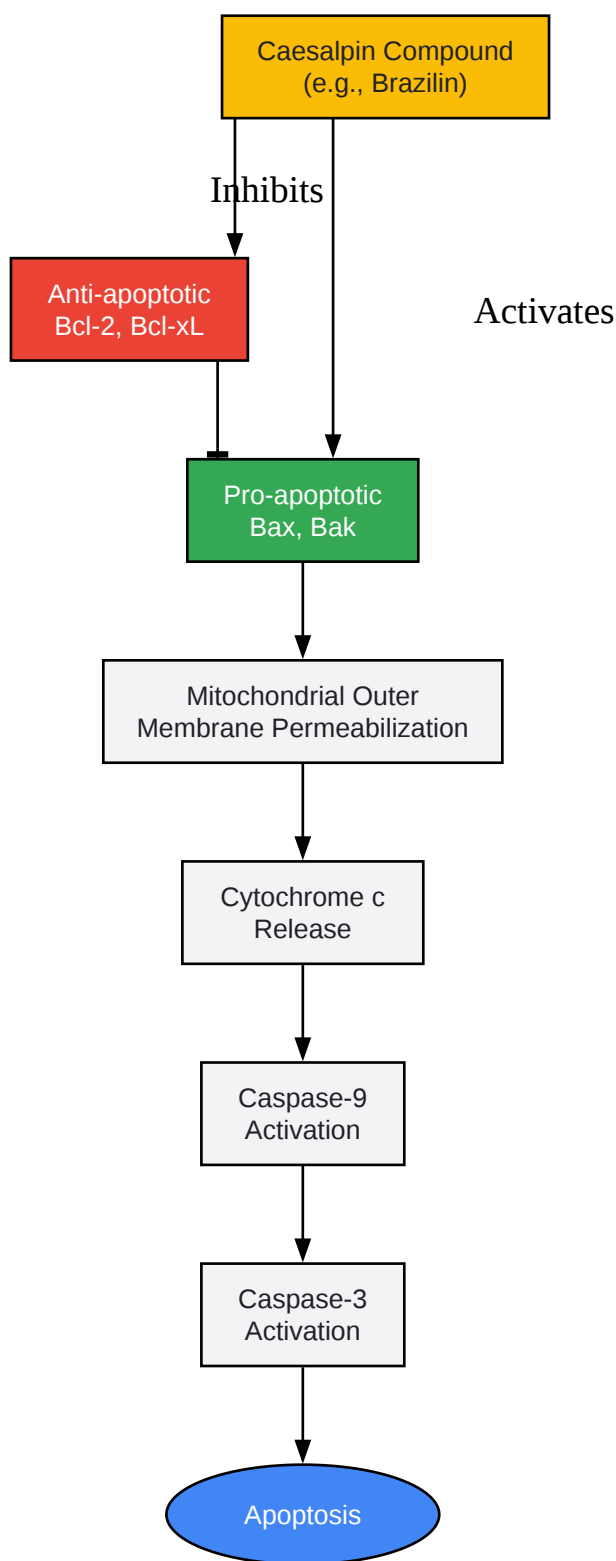 Caesalpin Compound
(e.g., Brazilin)
Inhibits
Anti-apoptotic
Bcl-2, Bcl-xL
Activates
Pro-apoptotic
Bax, Bak
Mitochondrial Outer
Membrane Permeabilization
Cytochrome c
Release
Caspase-9
Activation
Caspase-3
Activation
Apoptosis